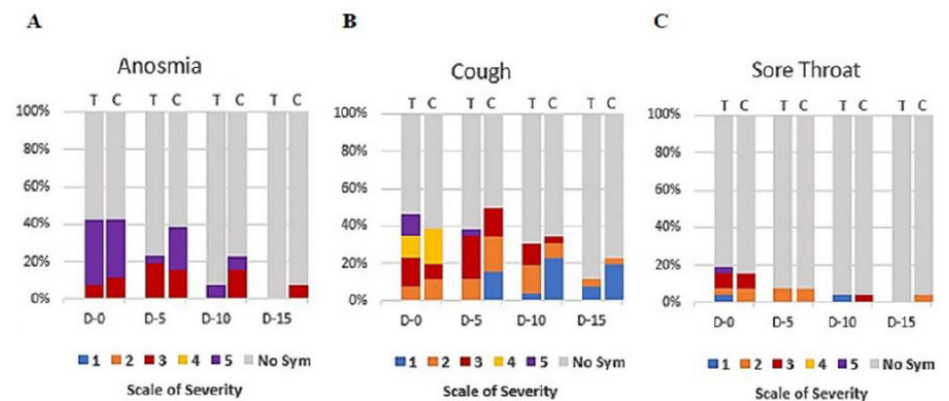 A
B
C
Anosmia
Cough
Sore Throat
T C T C T C T C
T C T C T C T C
T C T C T C T C
100%
80%
60%
40%
20%
0%
D-0 D-5 D-10 D-15
1 2 3 4 5 No Sym
Scale of Severity
100%
80%
60%
40%
20%
0%
D-0 D-5 D-10 D-15
1 2 3 4 5 No Sym
Scale of Severity
100%
80%
60%
40%
20%
0%
D-0 D-5 D-10 D-15
1 2 3 4 5 No Sym
Scale of Severity